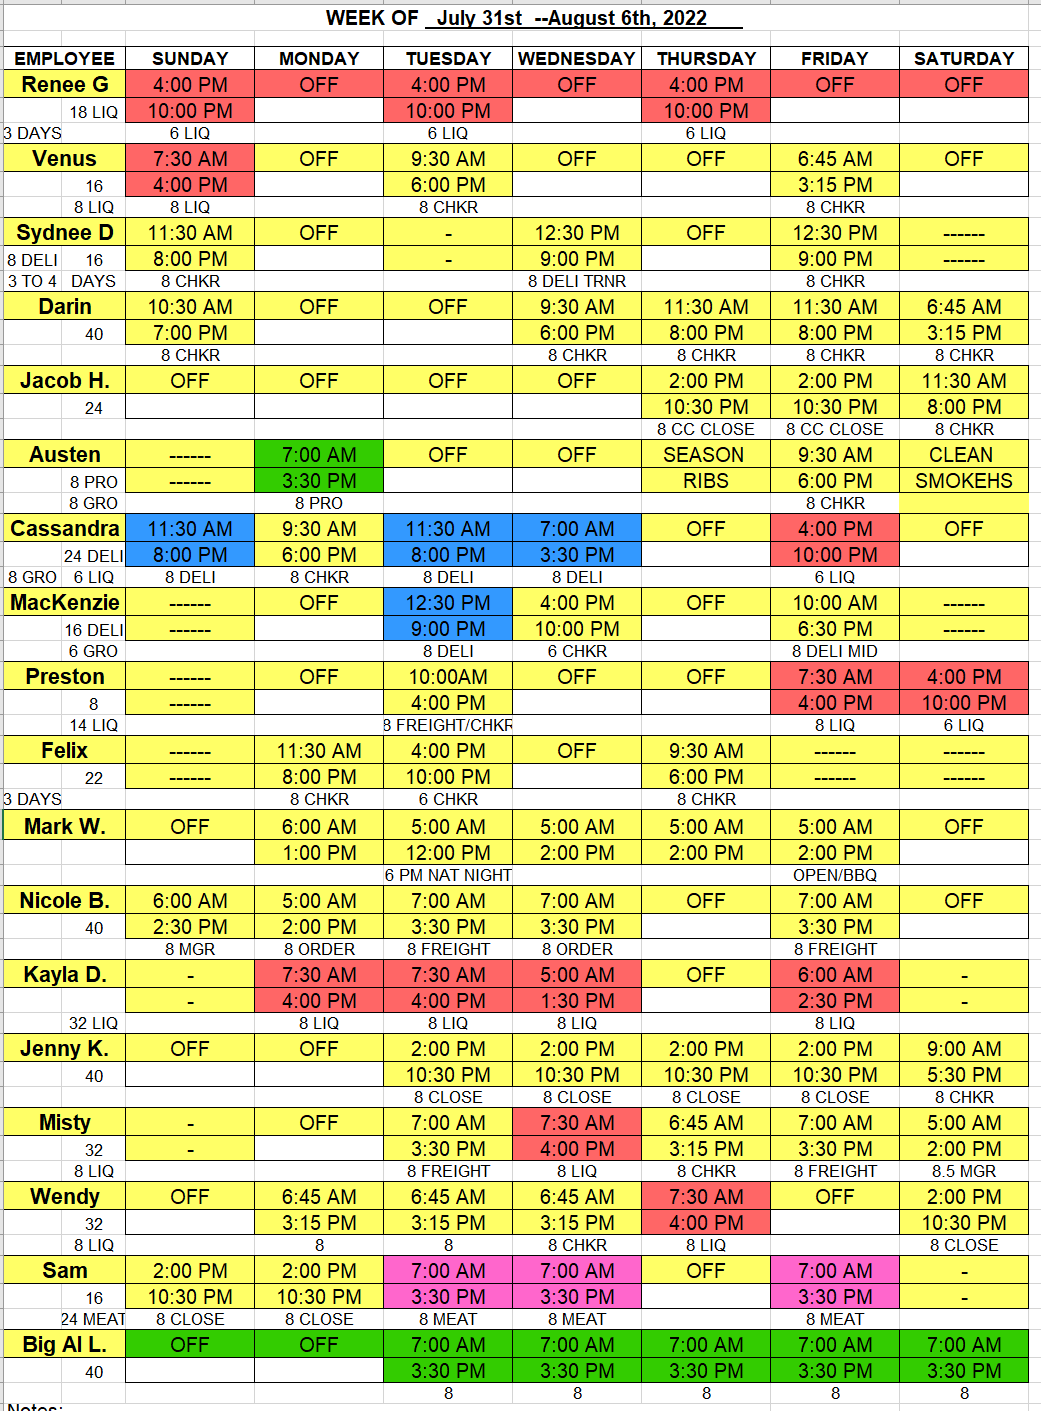 WEEK OF July 31st --August 6th, 2022
EMPLOYEE SUNDAY MONDAY TUESDAY WEDNESDAY THURSDAY FRIDAY SATURDAY
Renee G 4:00 PM OFF 4:00 PM OFF 4:00 PM OFF OFF
18 LIQ 10:00 PM 10:00 PM 10:00 PM
3 DAYS 6 LIQ 6 LIQ 6 LIQ
Venus 7:30 AM OFF 9:30 AM OFF OFF 6:45 AM OFF
16 4:00 PM 6:00 PM 3:15 PM
8 LIQ 8 LIQ 8 CHKR 8 CHKR
Sydnee D 11:30 AM OFF - 12:30 PM OFF 12:30 PM ------
8 DELI 16 8:00 PM - 9:00 PM 9:00 PM ------
3 TO 4 DAYS 8 CHKR 8 DELI TRNR 8 CHKR
Darin 10:30 AM OFF OFF 9:30 AM 11:30 AM 11:30 AM 6:45 AM
40 7:00 PM 6:00 PM 8:00 PM 8:00 PM 3:15 PM
8 CHKR 8 CHKR 8 CHKR 8 CHKR 8 CHKR
Jacob H. OFF OFF OFF OFF 2:00 PM 2:00 PM 11:30 AM
24 10:30 PM 10:30 PM 8:00 PM
8 CC CLOSE 8 CC CLOSE 8 CHKR
Austen ------ 7:00 AM OFF OFF SEASON 9:30 AM CLEAN
8 PRO ------ 3:30 PM RIBS 6:00 PM SMOKEHS
8 GRO 8 PRO 8 CHKR
Cassandra 11:30 AM 9:30 AM 11:30 AM 7:00 AM OFF 4:00 PM OFF
24 DELI 8:00 PM 6:00 PM 8:00 PM 3:30 PM 10:00 PM
8 GRO 6 LIQ 8 DELI 8 CHKR 8 DELI 8 DELI 6 LIQ
MacKenzie ------ OFF 12:30 PM 4:00 PM OFF 10:00 AM ------
16 DELI ------ 9:00 PM 10:00 PM 6:30 PM ------
6 GRO 8 DELI 6 CHKR 8 DELI MID
Preston ------ OFF 10:00AM OFF OFF 7:30 AM 4:00 PM
8 ------ 4:00 PM 4:00 PM 10:00 PM
14 LIQ 8 FREIGHT/CHKR 8 LIQ 6 LIQ
Felix ------ 11:30 AM 4:00 PM OFF 9:30 AM ------ ------
22 ------ 8:00 PM 10:00 PM 6:00 PM ------ ------
3 DAYS 8 CHKR 6 CHKR 8 CHKR
Mark W. OFF 6:00 AM 5:00 AM 5:00 AM 5:00 AM 5:00 AM OFF
1:00 PM 12:00 PM 2:00 PM 2:00 PM 2:00 PM
6 PM NAT NIGHT OPEN/BBQ
Nicole B. 6:00 AM 5:00 AM 7:00 AM 7:00 AM OFF 7:00 AM OFF
40 2:30 PM 2:00 PM 3:30 PM 3:30 PM 3:30 PM
8 MGR 8 ORDER 8 FREIGHT 8 ORDER 8 FREIGHT
Kayla D. - 7:30 AM 7:30 AM 5:00 AM OFF 6:00 AM -
- 4:00 PM 4:00 PM 1:30 PM 2:30 PM -
32 LIQ 8 LIQ 8 LIQ 8 LIQ 8 LIQ
Jenny K. OFF OFF 2:00 PM 2:00 PM 2:00 PM 2:00 PM 9:00 AM
40 10:30 PM 10:30 PM 10:30 PM 10:30 PM 5:30 PM
8 CLOSE 8 CLOSE 8 CLOSE 8 CLOSE 8 CHKR
Misty - OFF 7:00 AM 7:30 AM 6:45 AM 7:00 AM 5:00 AM
32 - 3:30 PM 4:00 PM 3:15 PM 3:30 PM 2:00 PM
8 LIQ 8 FREIGHT 8 LIQ 8 CHKR 8 FREIGHT 8.5 MGR
Wendy OFF 6:45 AM 6:45 AM 6:45 AM 7:30 AM OFF 2:00 PM
32 3:15 PM 3:15 PM 3:15 PM 4:00 PM 10:30 PM
8 LIQ 8 8 8 CHKR 8 LIQ 8 CLOSE
Sam 2:00 PM 2:00 PM 7:00 AM 7:00 AM OFF 7:00 AM -
16 10:30 PM 10:30 PM 3:30 PM 3:30 PM 3:30 PM -
24 MEAT 8 CLOSE 8 CLOSE 8 MEAT 8 MEAT 8 MEAT
Big Al L. OFF OFF 7:00 AM 7:00 AM 7:00 AM 7:00 AM 7:00 AM
40 3:30 PM 3:30 PM 3:30 PM 3:30 PM 3:30 PM
8 8 8 8 8
Notes: